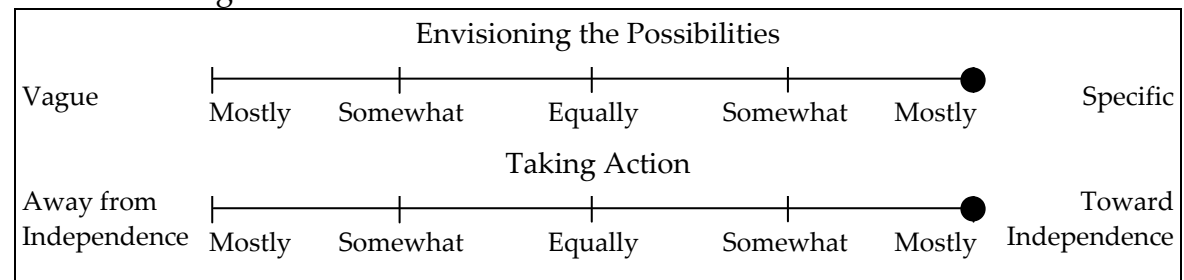 Envisioning the Possibilities
Vague
Specific
Mostly Somewhat Equally Somewhat Mostly
Taking Action
Away from
Independence
Toward
Independence
Mostly Somewhat Equally Somewhat Mostly